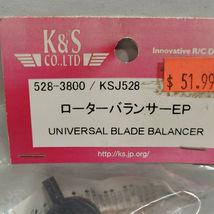 K&S
CO.,LTD
Innovative R/C D
$ 51.99
528-3800 / KSJ528
ローターバランサーEP
UNIVERSAL BLADE BALANCER
http://ks.jp.org/